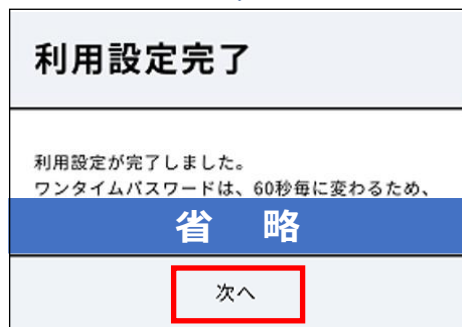 利用設定完了
利用設定が完了しました。
ワンタイムパスワードは、60秒毎に変わるため、
省　略
次へ